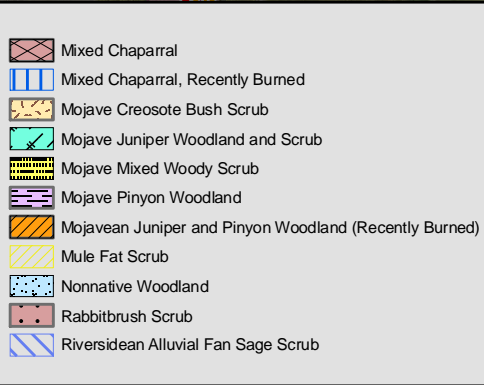 Mixed Chaparral
Mixed Chaparral, Recently Burned
Mojave Creosote Bush Scrub
Mojave Juniper Woodland and Scrub
Mojave Mixed Woody Scrub
Mojave Pinyon Woodland
Mojavean Juniper and Pinyon Woodland (Recently Burned)
Mule Fat Scrub
Nonnative Woodland
Rabbitbrush Scrub
Riversidean Alluvial Fan Sage Scrub